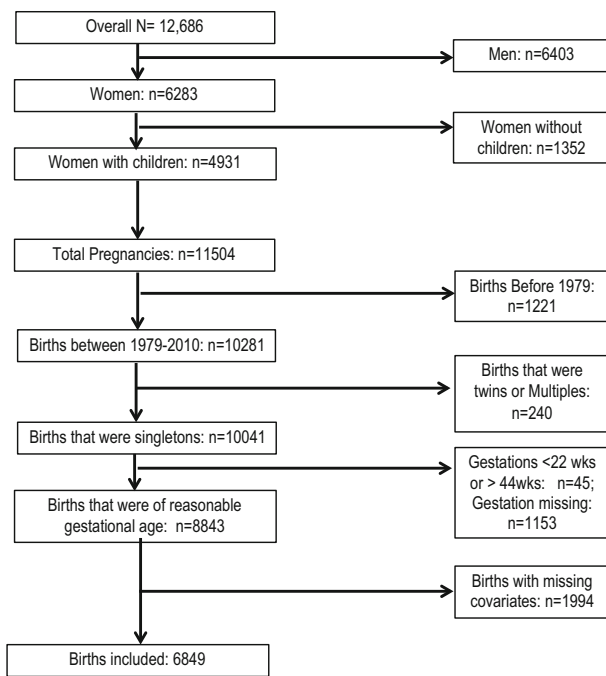 Overall N= 12,686
Men: n=6403
Women: n=6283
Women without
children: n=1352
Women with children: n=4931
Total Pregnancies: n=11504
Births Before 1979:
n=1221
Births between 1979-2010: n=10281
Births that were
twins or Multiples:
n=240
Births that were singletons: n=10041
Gestations <22 wks
or > 44wks: n=45;
Gestation missing:
n=1153
Births that were of reasonable
gestational age: n=8843
Births with missing
covariates: n=1994
Births included: 6849